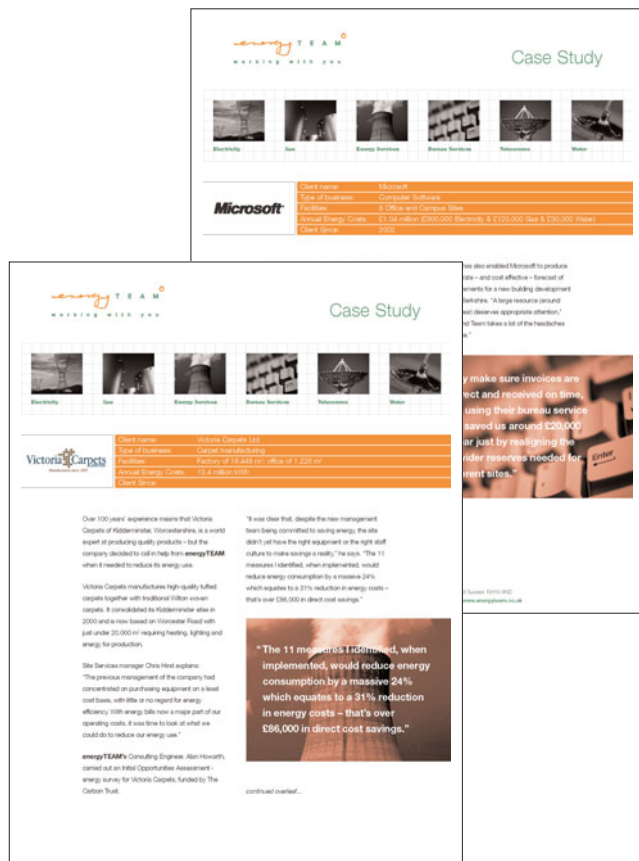 energy TEAM
working with you
Case Study
Electricity
Gas
Energy Services
Bureau Services
Telecomms
Water
Microsoft
Client name: Microsoft
Type of business: Computer Software
Facilities: 6 Office and Campus Sites
Annual Energy Costs: £1.04 million (£900,000 Electricity & £120,000 Gas & £30,000 Water)
Client Since: 2002
has also enabled Microsoft to produce
– and cost effective – forecast of
ements for a new building development
Berkshire. "A large resource (around
deserves appropriate attention."
nd Team takes a lot of the headaches
make sure invoices are
rect and received on time,
using their bureau service
saved us around £20,000
ar just by realigning the
vider reserves needed for
erent sites."
Enter
www.energyteam.co.uk
energy TEAM
working with you
Case Study
Electricity
Gas
Energy Services
Bureau Services
Telecomms
Water
Victoria Carpets
Client name: Victoria Carpets Ltd
Type of business: Carpet manufacturing
Facilities: Factory of 18,448 m²; office of 1,226 m²
Annual Energy Costs: 13.4 million kWh
Client Since:
Over 100 years' experience means that Victoria
Carpets of Kidderminster, Worcestershire, is a world
expert at producing quality products – but the
company decided to call in help from energyTEAM
when it needed to reduce its energy use.
Victoria Carpets manufactures high-quality tufted
carpets together with traditional Wilton woven
carpets. It consolidated its Kidderminster sites in
2000 and is now based on Worcester Road with
just under 20,000 m² requiring heating, lighting and
energy for production.
Site Services manager Chris Hirst explains:
"The previous management of the company had
concentrated on purchasing equipment on a least
cost basis, with little or no regard for energy
efficiency. With energy bills now a major part of our
operating costs, it was time to look at what we
could do to reduce our energy use."
energyTEAM's Consulting Engineer, Alan Howarth,
carried out an Initial Opportunities Assessment -
energy survey for Victoria Carpets, funded by The
Carbon Trust.
"It was clear that, despite the new management
team being committed to saving energy, the site
didn't yet have the right equipment or the right staff
culture to make savings a reality," he says. "The 11
measures I identified, when implemented, would
reduce energy consumption by a massive 24%
which equates to a 31% reduction in energy costs –
that's over £86,000 in direct cost savings."
"The 11 measures I identified, when
implemented, would reduce energy
consumption by a massive 24%
which equates to a 31% reduction
in energy costs – that's over
£86,000 in direct cost savings."
continued overleaf...